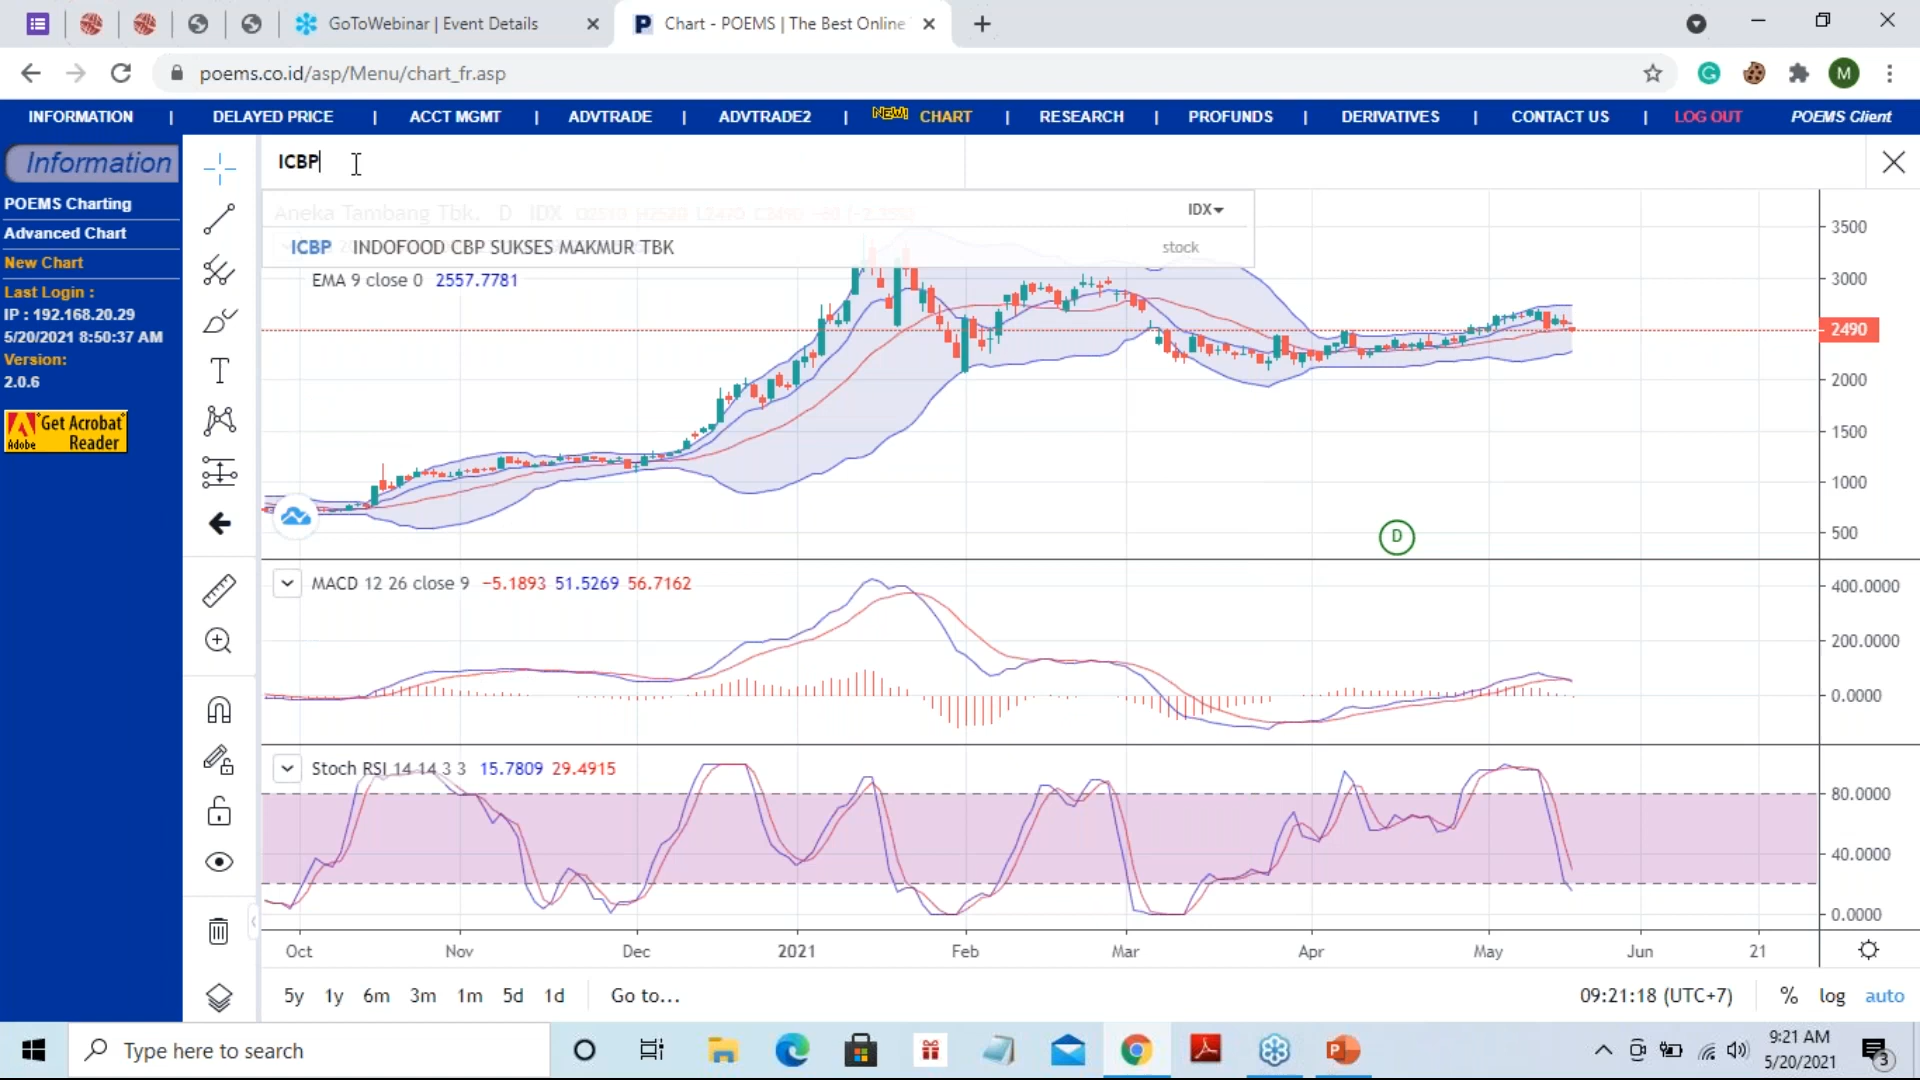 GoToWebinar | Event Details
Chart - POEMS | The Best Online
poems.co.id/asp/Menu/chart_fr.asp
M
INFORMATION | DELAYED PRICE | ACCT MGMT | ADVTRADE | ADVTRADE2 | NEW! CHART | RESEARCH | PROFUNDS | DERIVATIVES | CONTACT US | LOG OUT POEMS Client
Information
POEMS Charting
Advanced Chart
New Chart
Last Login :
IP : 192.168.20.29
5/20/2021 8:50:37 AM
Version:
2.0.6
Get Acrobat
Adobe Reader
ICBP
Aneka Tambang Tbk. D IDX
IDX
ICBP INDOFOOD CBP SUKSES MAKMUR TBK stock
EMA 9 close 0 2557.7781
3500
3000
2490
2000
1500
1000
500
D
MACD 12 26 close 9 −5.1893 51.5269 56.7162
400.0000
200.0000
0.0000
Stoch RSI 14 14 3 3 15.7809 29.4915
80.0000
40.0000
0.0000
Oct Nov Dec 2021 Feb Mar Apr May Jun 21
5y 1y 6m 3m 1m 5d 1d Go to... 09:21:18 (UTC+7) % log auto
Type here to search
9:21 AM
5/20/2021
3